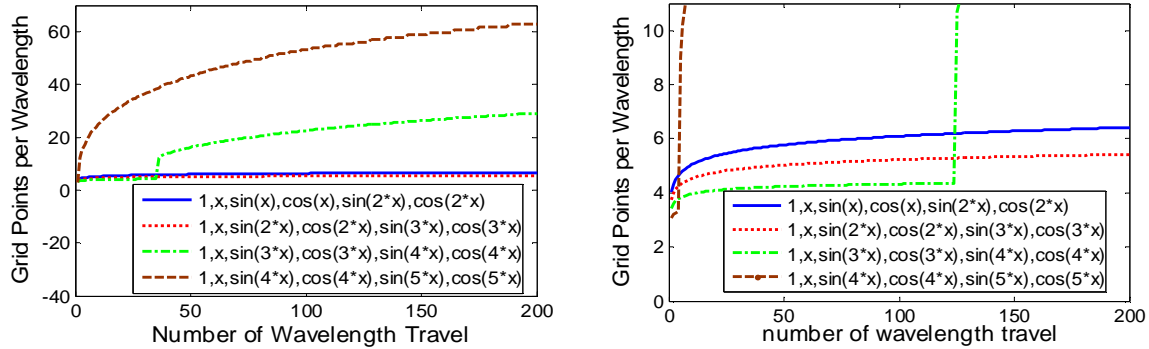 Grid Points per Wavelength
60
40
20
0
-20
-40
1,x,sin(x),cos(x),sin(2*x),cos(2*x)
1,x,sin(2*x),cos(2*x),sin(3*x),cos(3*x)
1,x,sin(3*x),cos(3*x),sin(4*x),cos(4*x)
1,x,sin(4*x),cos(4*x),sin(5*x),cos(5*x)
0 50 100 150 200
Number of Wavelength Travel
Grid Points per Wavelength
10
8
6
4
2
0
1,x,sin(x),cos(x),sin(2*x),cos(2*x)
1,x,sin(2*x),cos(2*x),sin(3*x),cos(3*x)
1,x,sin(3*x),cos(3*x),sin(4*x),cos(4*x)
1,x,sin(4*x),cos(4*x),sin(5*x),cos(5*x)
0 50 100 150 200
number of wavelength travel